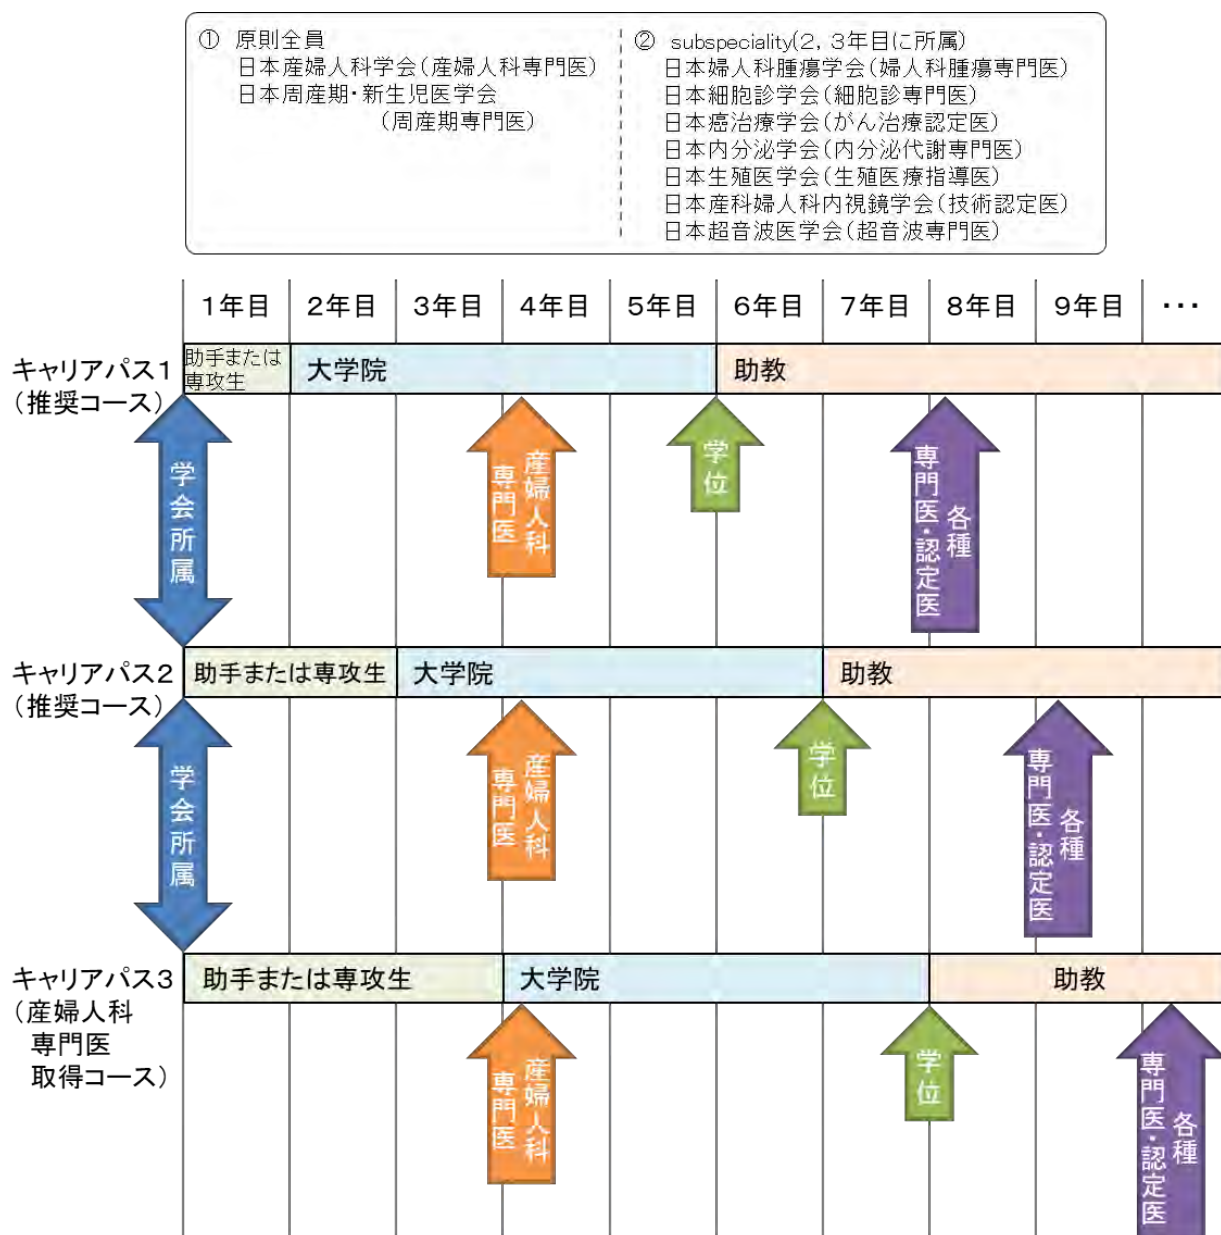 ① 原則全員
日本産婦人科学会(産婦人科専門医)
日本周産期・新生児医学会
(周産期専門医)
② subspeciality(2, 3年目に所属)
日本婦人科腫瘍学会(婦人科腫瘍専門医)
日本細胞診学会(細胞診専門医)
日本癌治療学会(がん治療認定医)
日本内分泌学会(内分泌代謝専門医)
日本生殖医学会(生殖医療指導医)
日本産科婦人科内視鏡学会(技術認定医)
日本超音波医学会(超音波専門医)
1年目 2年目 3年目 4年目 5年目 6年目 7年目 8年目 9年目 ・・・
キャリアパス1
(推奨コース)
助手または
専攻生
大学院
助教
学会所属
産婦人科
専門医
学位
各種
専門医・認定医
キャリアパス2
(推奨コース)
助手または専攻生
大学院
助教
学会所属
産婦人科
専門医
学位
各種
専門医・認定医
キャリアパス3
(産婦人科
専門医
取得コース)
助手または専攻生
大学院
助教
産婦人科
専門医
学位
各種
専門医・認定医